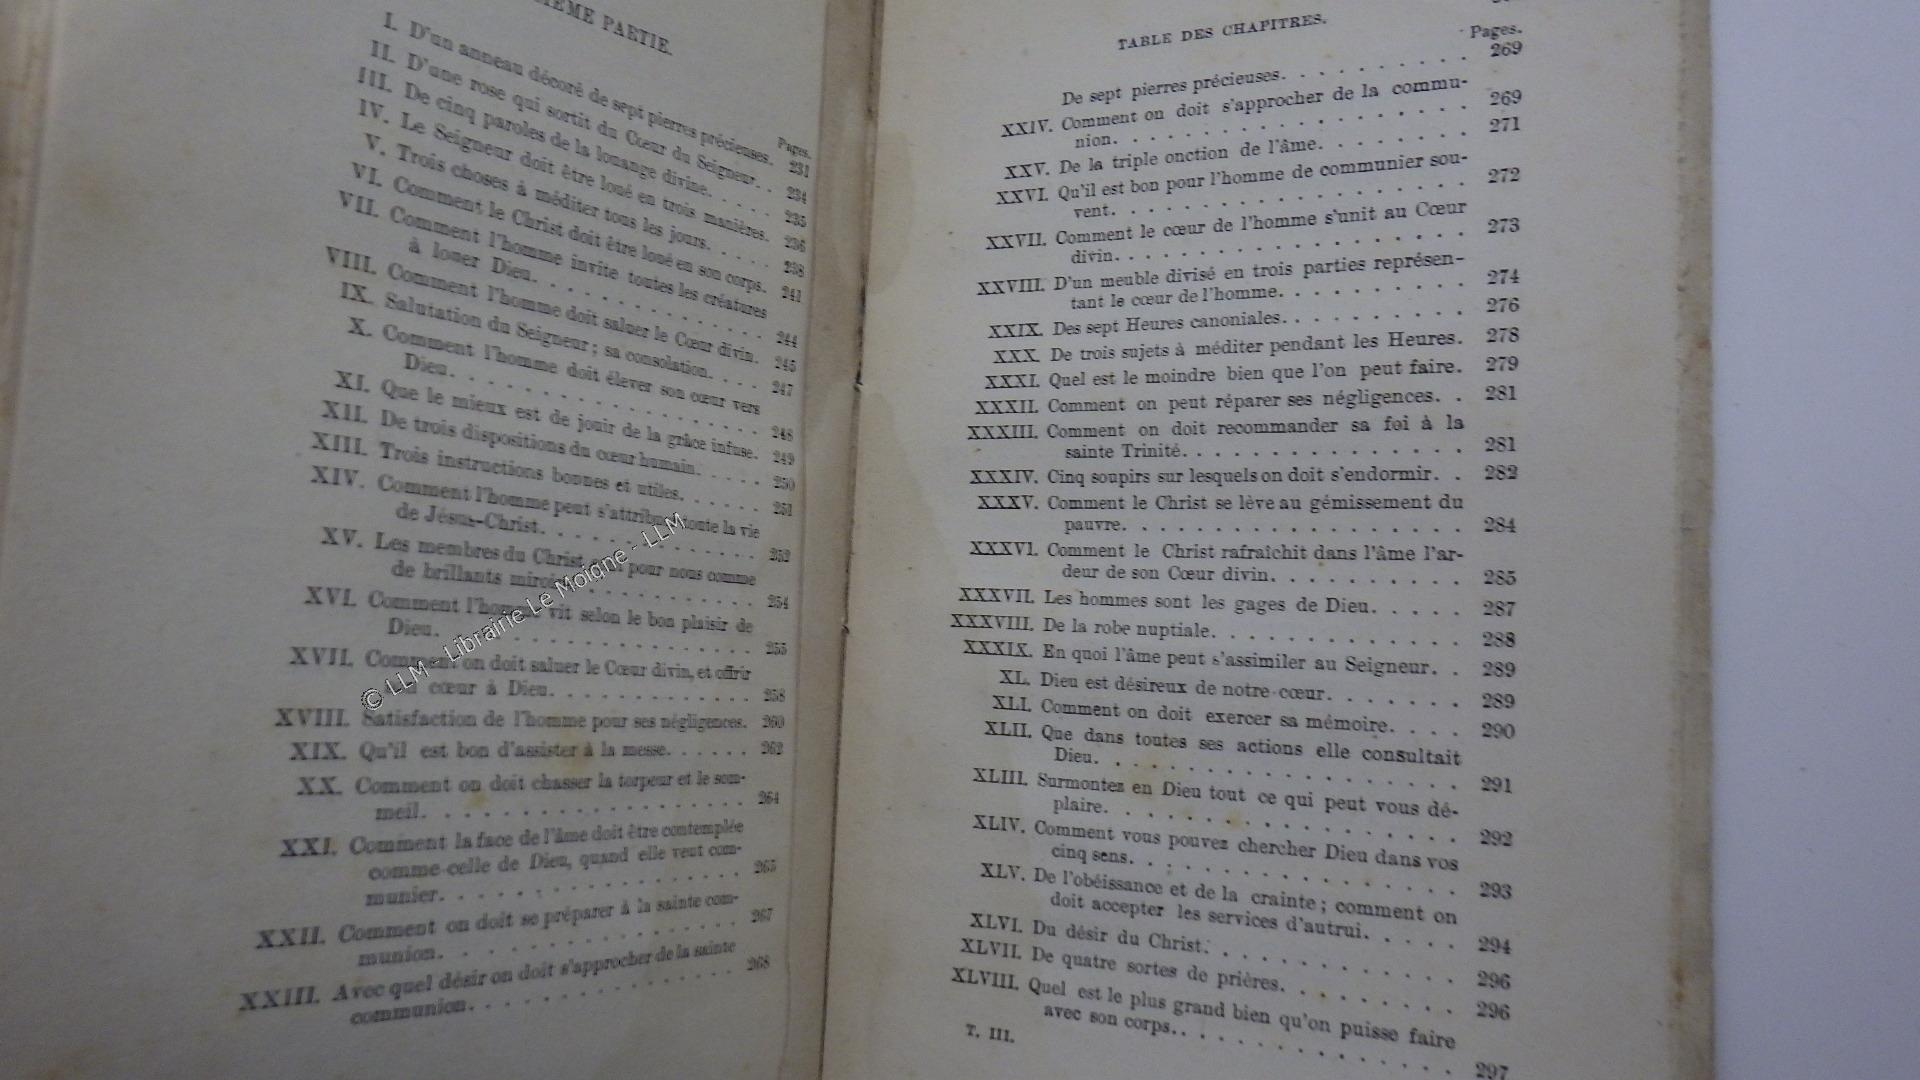 PARTIE.
Pages.
I. D'un anneau décoré de sept pierres précieuses. 231
II. D'une rose qui sortit du Cœur du Seigneur. . 234
III. De cinq paroles de la louange divine. . . . . 235
IV. Le Seigneur doit être loué en trois manières. 236
V. Trois choses à méditer tous les jours. . . . . 238
VI. Comment le Christ doit être loué en son corps. 241
VII. Comment l'homme invite toutes les créatures
à louer Dieu. . . . . . . . . . . . . 244
VIII. Comment l'homme doit saluer le Cœur divin. 245
IX. Salutation du Seigneur ; sa consolation. . . . 247
X. Comment l'homme doit élever son cœur vers
Dieu. . . . . . . . . . . . . . . . . 248
XI. Que le mieux est de jouir de la grâce infuse. 249
XII. De trois dispositions du cœur humain. . . . . 250
XIII. Trois instructions bonnes et utiles. . . . . . 251
XIV. Comment l'homme peut s'attribuer toute la vie
de Jésus-Christ. . . . . . . . . . . . . 252
XV. Les membres du Christ pour nous comme
de brillants miroirs. . . . . . . . . . . 254
XVI. Comment l'homme vit selon le bon plaisir de
Dieu. . . . . . . . . . . . . . . . . 255
XVII. Comment on doit saluer le Cœur divin, et offrir
cœur à Dieu. . . . . . . . . . . . 258
XVIII. Satisfaction de l'homme pour ses négligences. 260
XIX. Qu'il est bon d'assister à la messe. . . . . . 262
XX. Comment on doit chasser la torpeur et le som-
meil. . . . . . . . . . . . . . . . . 264
XXI. Comment la face de l'âme doit être contemplée
comme celle de Dieu, quand elle veut com-
munier. . . . . . . . . . . . . . . . 265
XXII. Comment on doit se préparer à la sainte com-
munion. . . . . . . . . . . . . . . . 267
XXIII. Avec quel désir on doit s'approcher de la sainte
communion. . . . . . . . . . . . . . 268
© LLM - Librairie Le Moigne - LLM
TABLE DES CHAPITRES.
Pages.
De sept pierres précieuses. . . . . . . . . . 269
XXIV. Comment on doit s'approcher de la commu-
nion. . . . . . . . . . . . . . . . . 269
XXV. De la triple onction de l'âme. . . . . . . . 271
XXVI. Qu'il est bon pour l'homme de communier sou-
vent. . . . . . . . . . . . . . . . . 272
XXVII. Comment le cœur de l'homme s'unit au Cœur
divin. . . . . . . . . . . . . . . . . 273
XXVIII. D'un meuble divisé en trois parties représen-
tant le cœur de l'homme. . . . . . . . . . 274
XXIX. Des sept Heures canoniales. . . . . . . . . 276
XXX. De trois sujets à méditer pendant les Heures. 278
XXXI. Quel est le moindre bien que l'on peut faire. 279
XXXII. Comment on peut réparer ses négligences. . 281
XXXIII. Comment on doit recommander sa foi à la
sainte Trinité. . . . . . . . . . . . . . 281
XXXIV. Cinq soupirs sur lesquels on doit s'endormir. . 282
XXXV. Comment le Christ se lève au gémissement du
pauvre. . . . . . . . . . . . . . . . 284
XXXVI. Comment le Christ rafraîchit dans l'âme l'ar-
deur de son Cœur divin. . . . . . . . . . 285
XXXVII. Les hommes sont les gages de Dieu. . . . . 287
XXXVIII. De la robe nuptiale. . . . . . . . . . . . 288
XXXIX. En quoi l'âme peut s'assimiler au Seigneur. . 289
XL. Dieu est désireux de notre cœur. . . . . . . 289
XLI. Comment on doit exercer sa mémoire. . . . 290
XLII. Que dans toutes ses actions elle consultait
Dieu. . . . . . . . . . . . . . . . . 291
XLIII. Surmontez en Dieu tout ce qui peut vous dé-
plaire. . . . . . . . . . . . . . . . 292
XLIV. Comment vous pouvez chercher Dieu dans vos
cinq sens. . . . . . . . . . . . . . . 293
XLV. De l'obéissance et de la crainte ; comment on
doit accepter les services d'autrui. . . . . 294
XLVI. Du désir du Christ. . . . . . . . . . . . 296
XLVII. De quatre sortes de prières. . . . . . . . . 296
XLVIII. Quel est le plus grand bien qu'on puisse faire
avec son corps. . . . . . . . . . . . . 297
T. III.